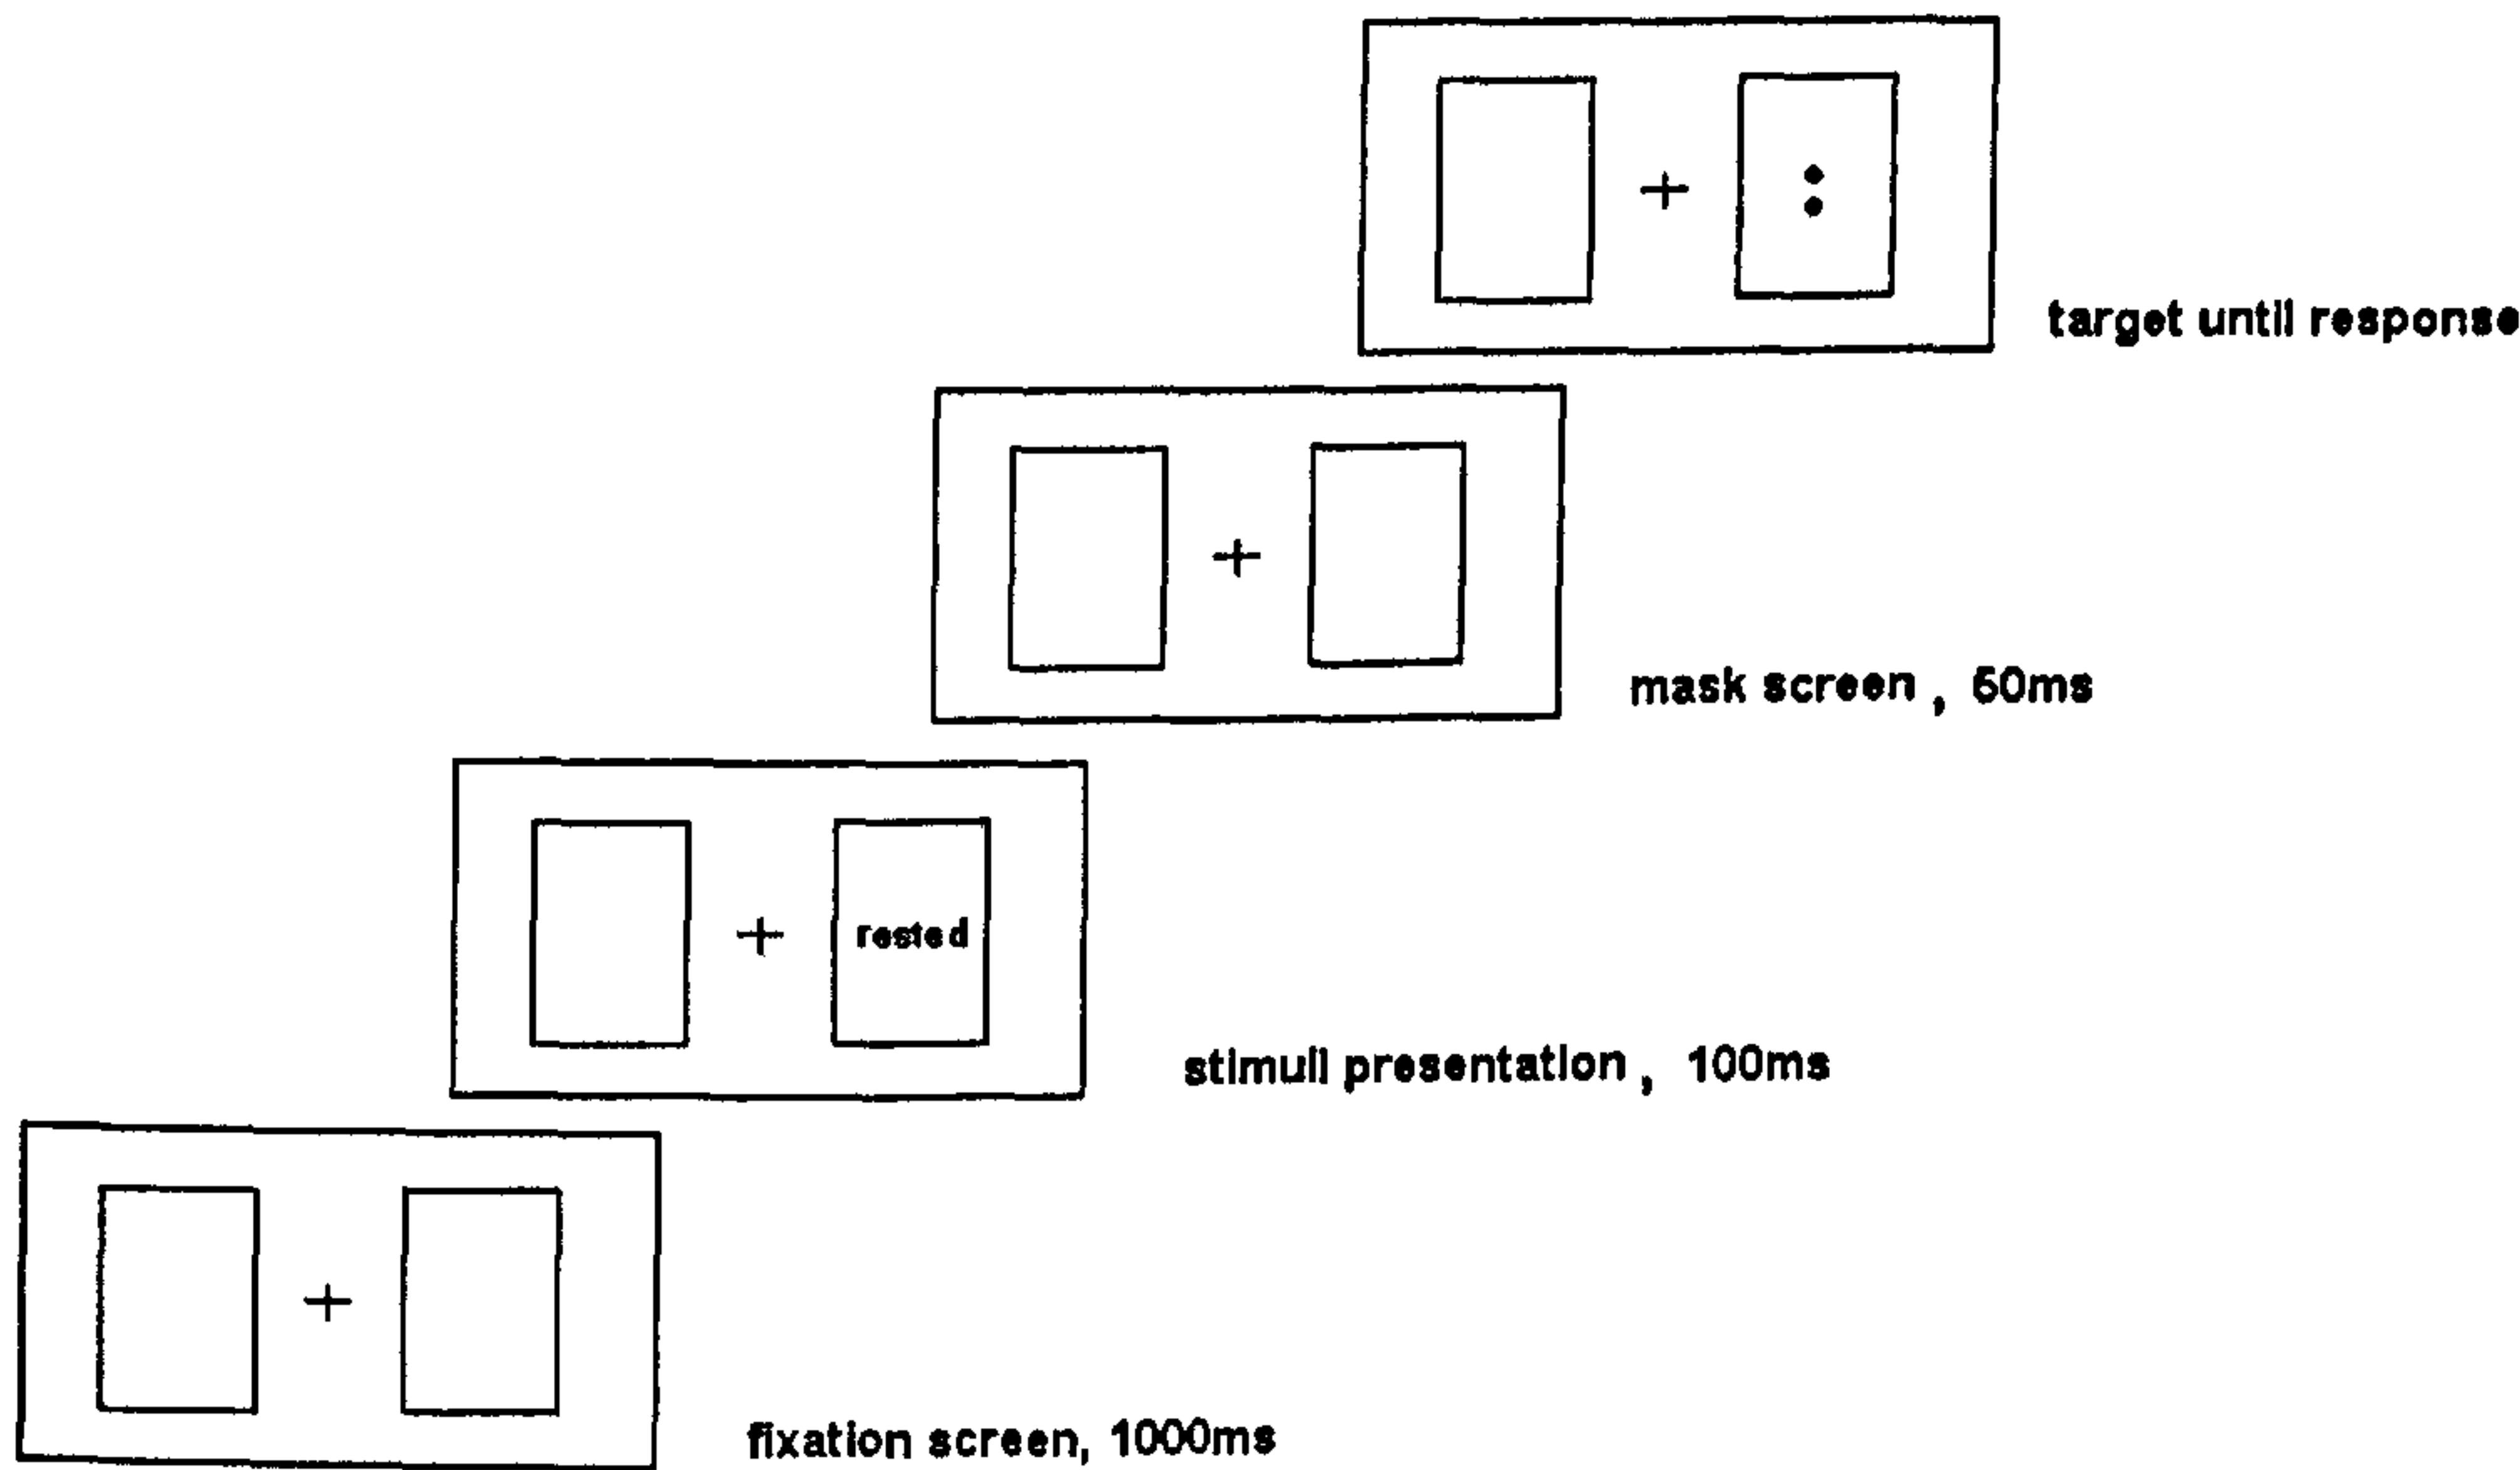 target until response
mask screen , 50ms
rested
stimuli presentation , 100ms
fixation screen, 1000ms